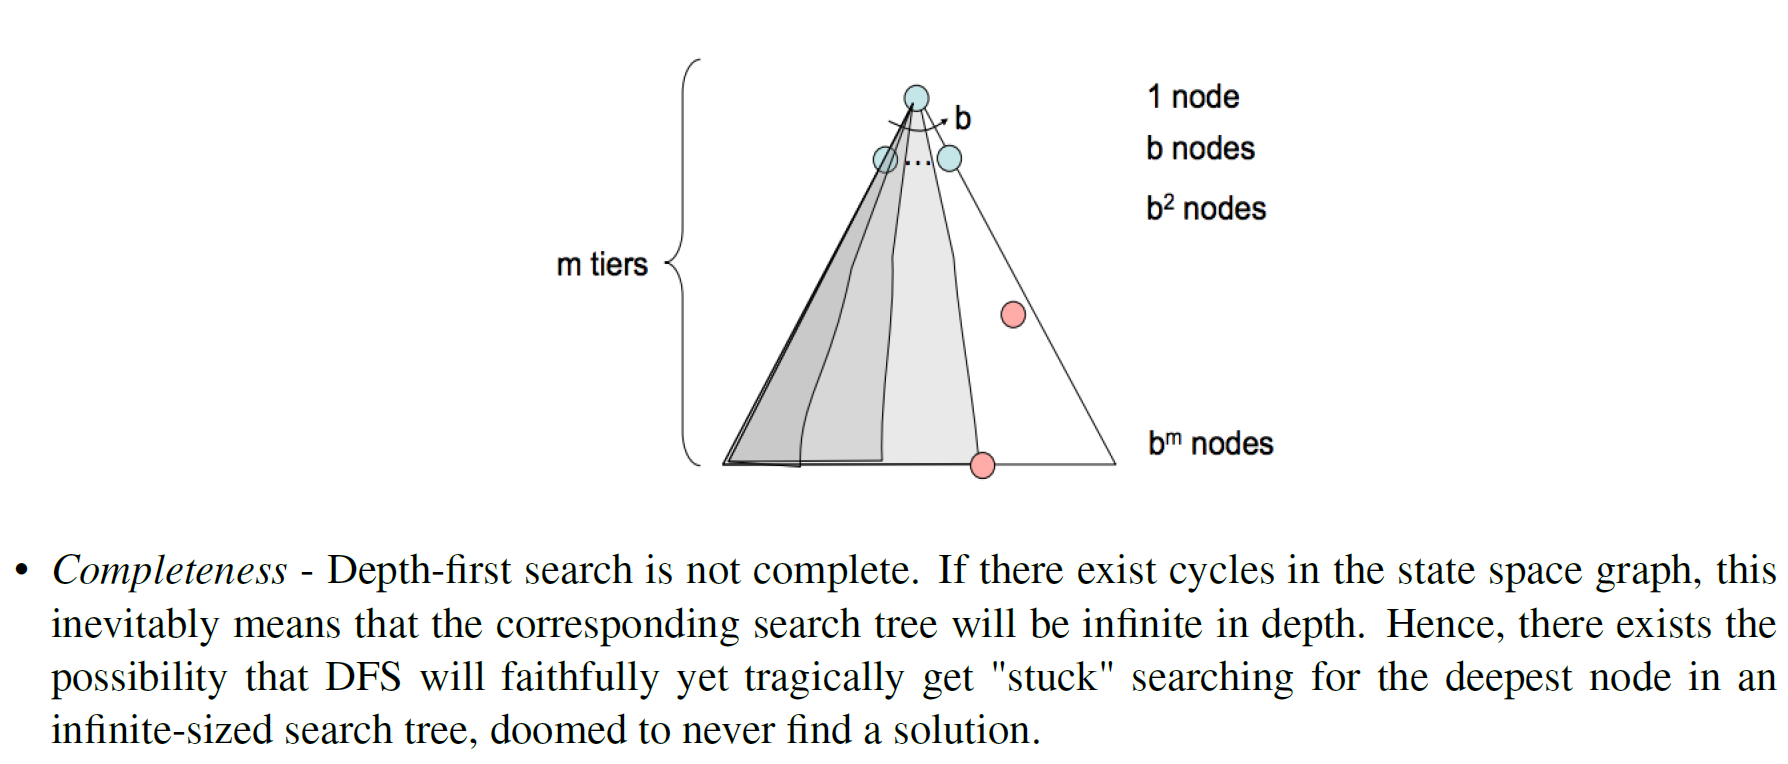 1 node
b
b nodes
...
b² nodes
m tiers
bᵐ nodes
• Completeness - Depth-first search is not complete. If there exist cycles in the state space graph, this
inevitably means that the corresponding search tree will be infinite in depth. Hence, there exists the
possibility that DFS will faithfully yet tragically get "stuck" searching for the deepest node in an
infinite-sized search tree, doomed to never find a solution.